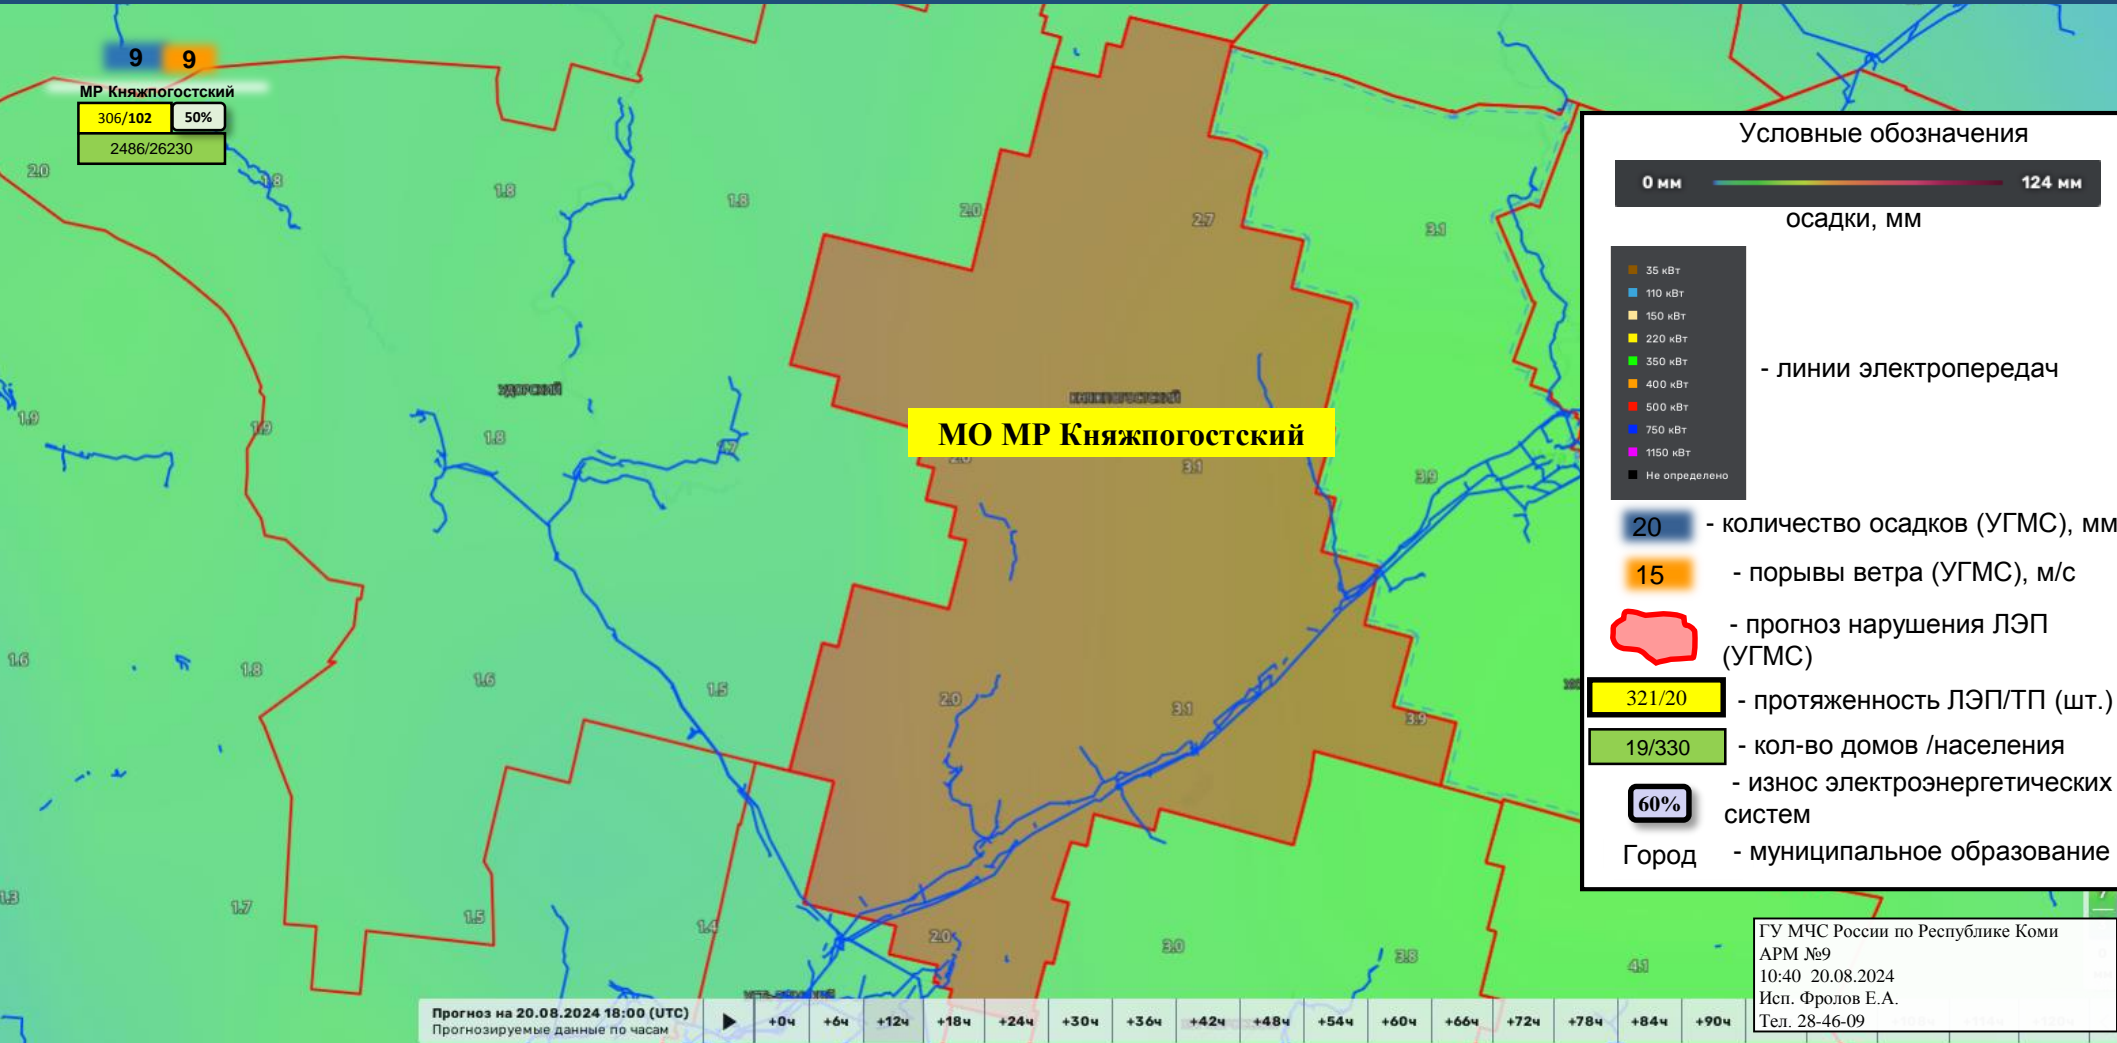 9 9
МР Княжпогостский
306/102 50%
2486/26230
2.0
1.8
1.8
1.8
2.0
2.7
3.1
УДОРСКИЙ
КНЯЖПОГОСТСКИЙ
МО МР Княжпогостский
1.9
1.9
1.8
1.7
3.1
3.9
1.6
1.8
1.6
1.5
2.0
3.1
3.9
1.3
1.7
1.5
1.4
2.0
3.0
3.8
4.1
Условные обозначения
0 мм 124 мм
осадки, мм
35 кВт
110 кВт
150 кВт
220 кВт
350 кВт
400 кВт
500 кВт
750 кВт
1150 кВт
Не определено
- линии электропередач
20 - количество осадков (УГМС), мм
15 - порывы ветра (УГМС), м/с
- прогноз нарушения ЛЭП
(УГМС)
321/20 - протяженность ЛЭП/ТП (шт.)
19/330 - кол-во домов /населения
60% - износ электроэнергетических
систем
Город - муниципальное образование
ГУ МЧС России по Республике Коми
АРМ №9
10:40 20.08.2024
Исп. Фролов Е.А.
Тел. 28-46-09
Прогноз на 20.08.2024 18:00 (UTC)
Прогнозируемые данные по часам
+0ч +6ч +12ч +18ч +24ч +30ч +36ч +42ч +48ч +54ч +60ч +66ч +72ч +78ч +84ч +90ч